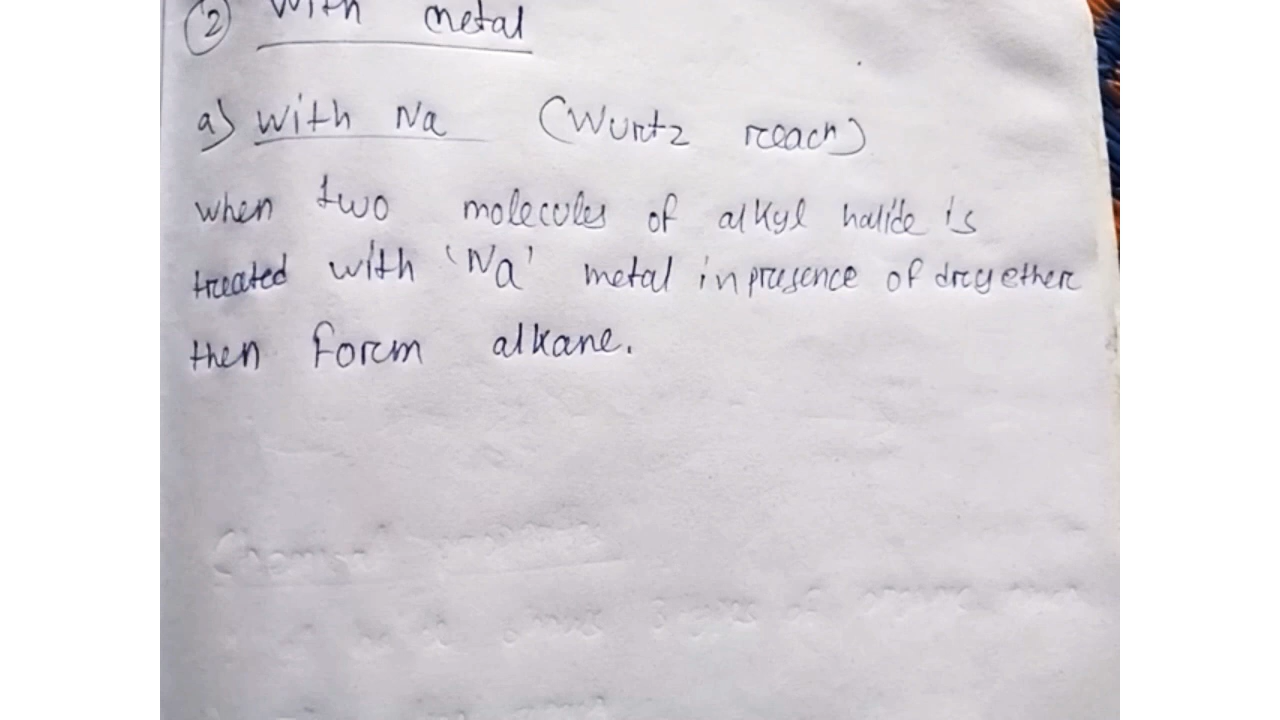 ② With metal
a) With Na (Wurtz reacn)
when two molecules of alkyl halide is
treated with 'Na' metal in presence of dry ether
then form alkane.